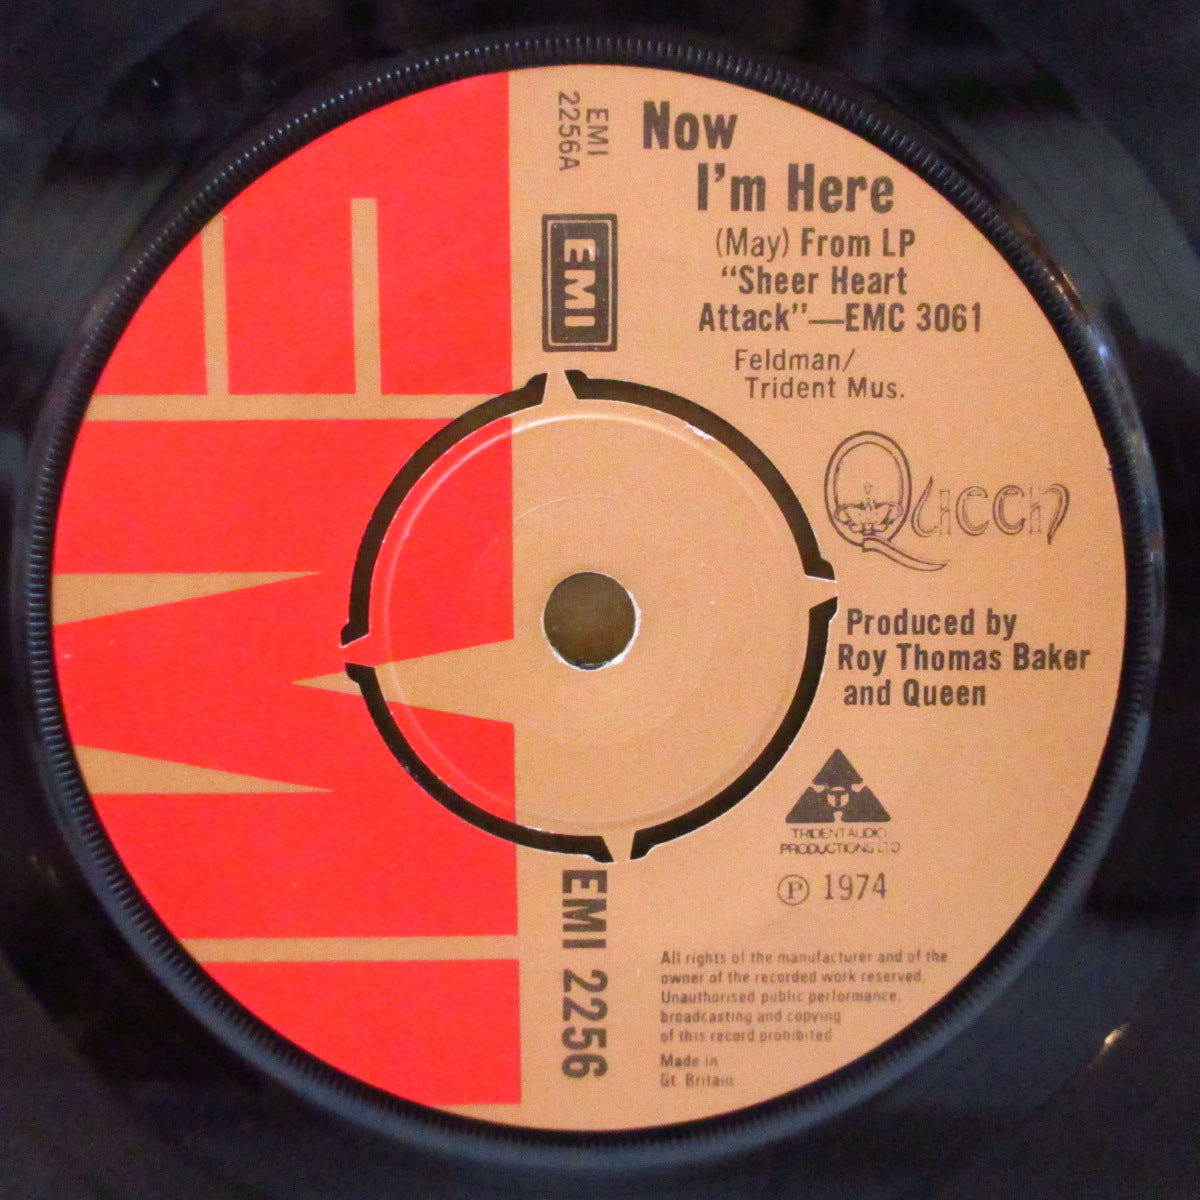 EMI
2256A
EMI
Now
I'm Here
(May) From LP
"Sheer Heart
Attack"—EMC 3061
Feldman/
Trident Mus.
Queen
Produced by
Roy Thomas Baker
and Queen
T
TRIDENT AUDIO
PRODUCTIONS LTD
℗ 1974
EMI 2256
All rights of the manufacturer and of the
owner of the recorded work reserved.
Unauthorised public performance,
broadcasting and copying
of this record prohibited
Made in
Gt. Britain
EMI